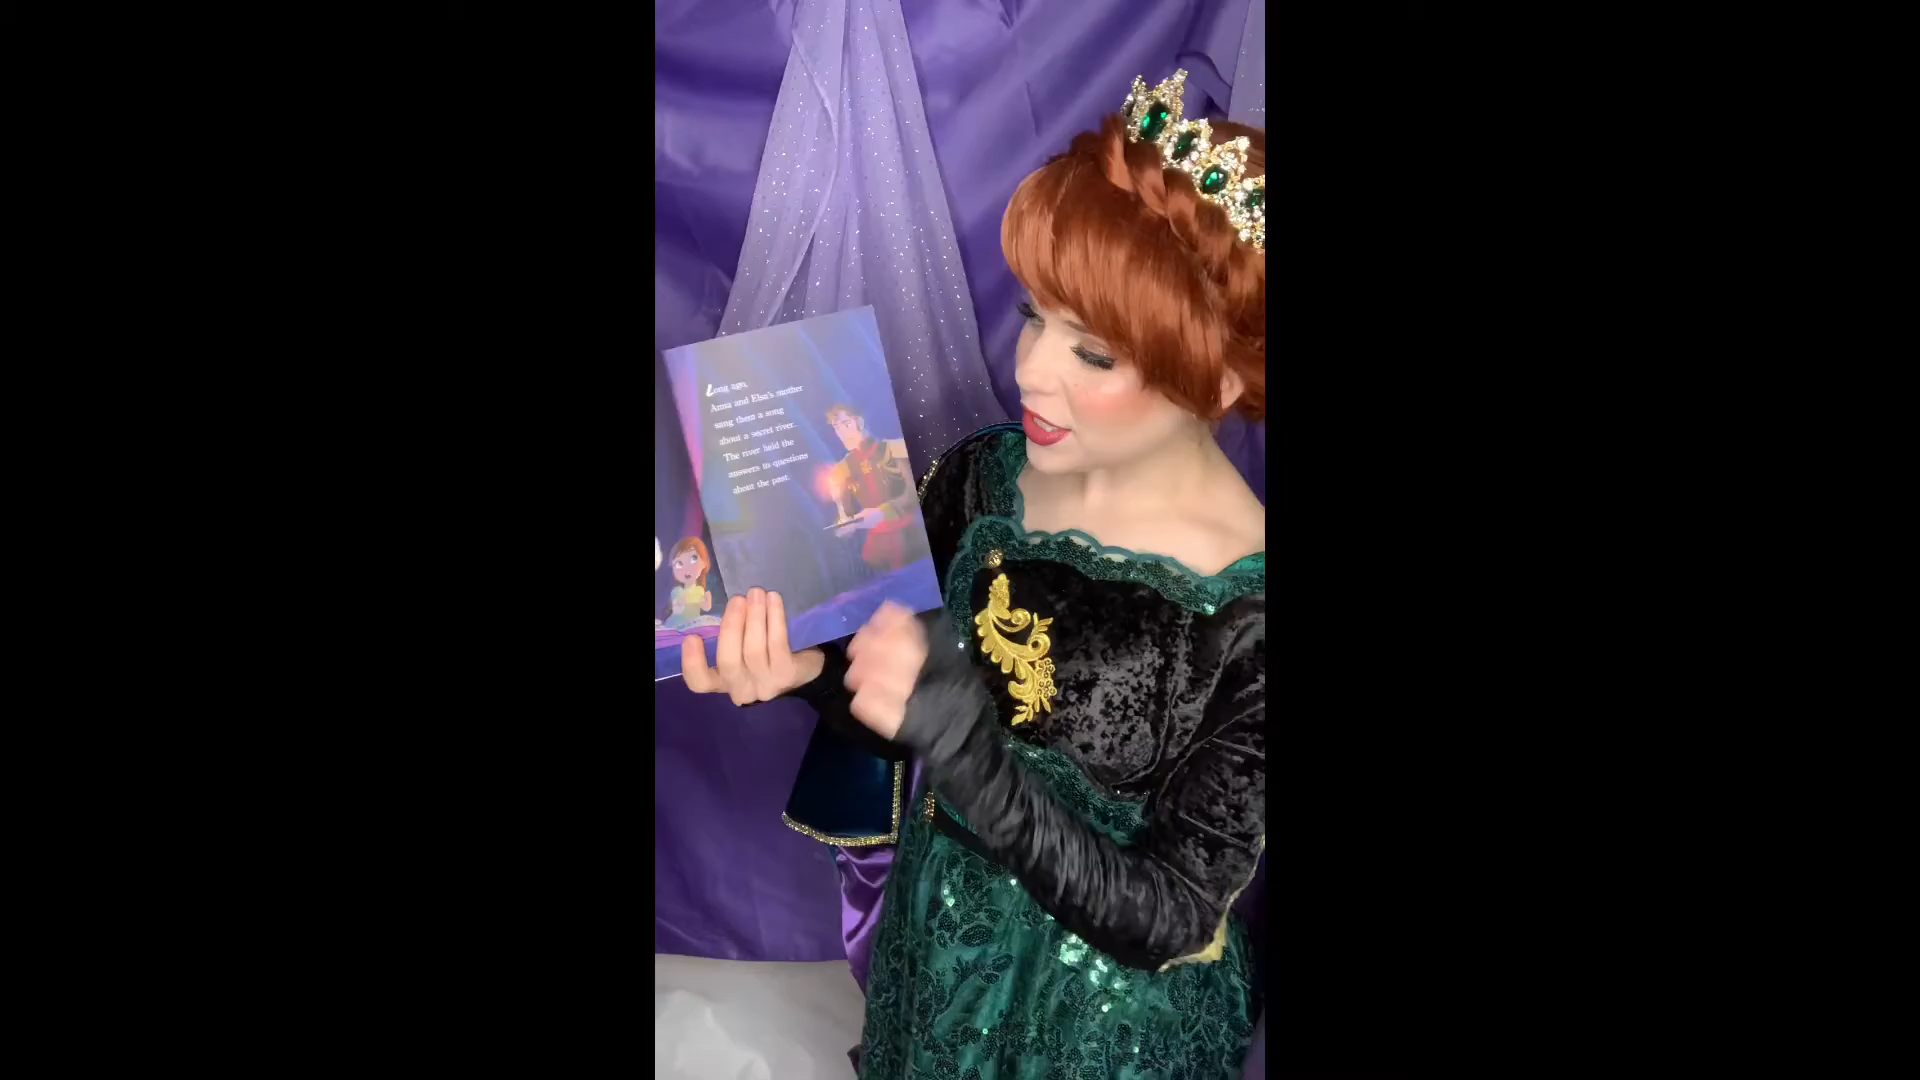 Long ago,
Anna and Elsa's mother
sang them a song
about a secret river.
The river held the
answers to questions
about the past.